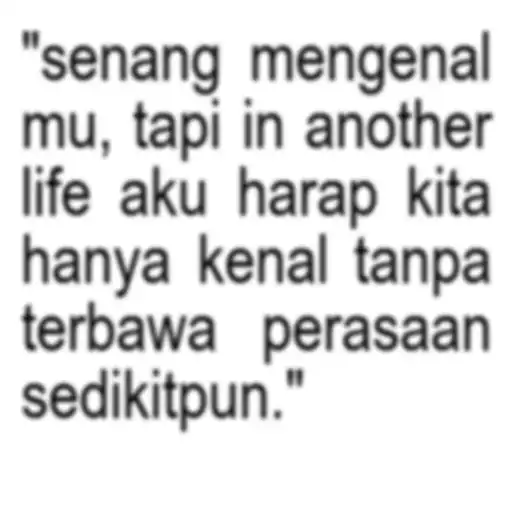 "senang mengenal
mu, tapi in another
life aku harap kita
hanya kenal tanpa
terbawa perasaan
sedikitpun."